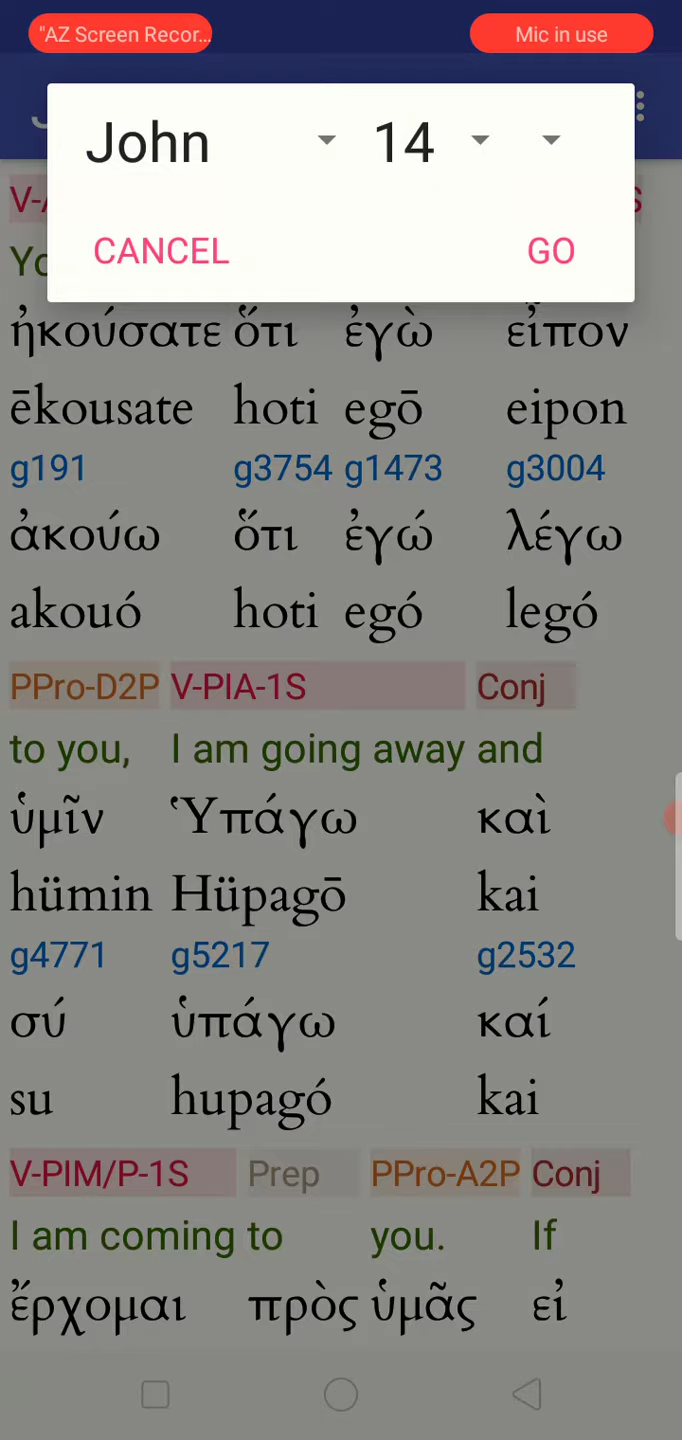 "AZ Screen Recor...
Mic in use
John 14
CANCEL GO
ἠκούσατε ὅτι ἐγὼ εἶπον
ēkousate hoti egō eipon
g191 g3754 g1473 g3004
ἀκούω ὅτι ἐγώ λέγω
akouó hoti egó legó
PPro-D2P V-PIA-1S Conj
to you, I am going away and
ὑμῖν Ὑπάγω καὶ
hümin Hüpagō kai
g4771 g5217 g2532
σύ ὑπάγω καί
su hupagó kai
V-PIM/P-1S Prep PPro-A2P Conj
I am coming to you. If
ἔρχομαι πρὸς ὑμᾶς εἰ